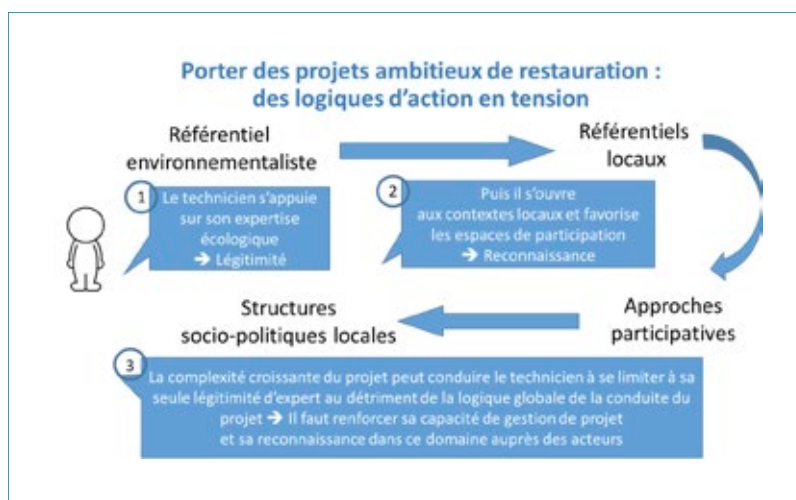 Porter des projets ambitieux de restauration :
des logiques d'action en tension
Référentiel
environnementaliste
Référentiels
locaux
1
Le technicien s'appuie
sur son expertise
écologique
→ Légitimité
2
Puis il s'ouvre
aux contextes locaux et favorise
les espaces de participation
→ Reconnaissance
Structures
socio-politiques locales
Approches
participatives
3
La complexité croissante du projet peut conduire le technicien à se limiter à sa
seule légitimité d'expert au détriment de la logique globale de la conduite du
projet → Il faut renforcer sa capacité de gestion de projet
et sa reconnaissance dans ce domaine auprès des acteurs